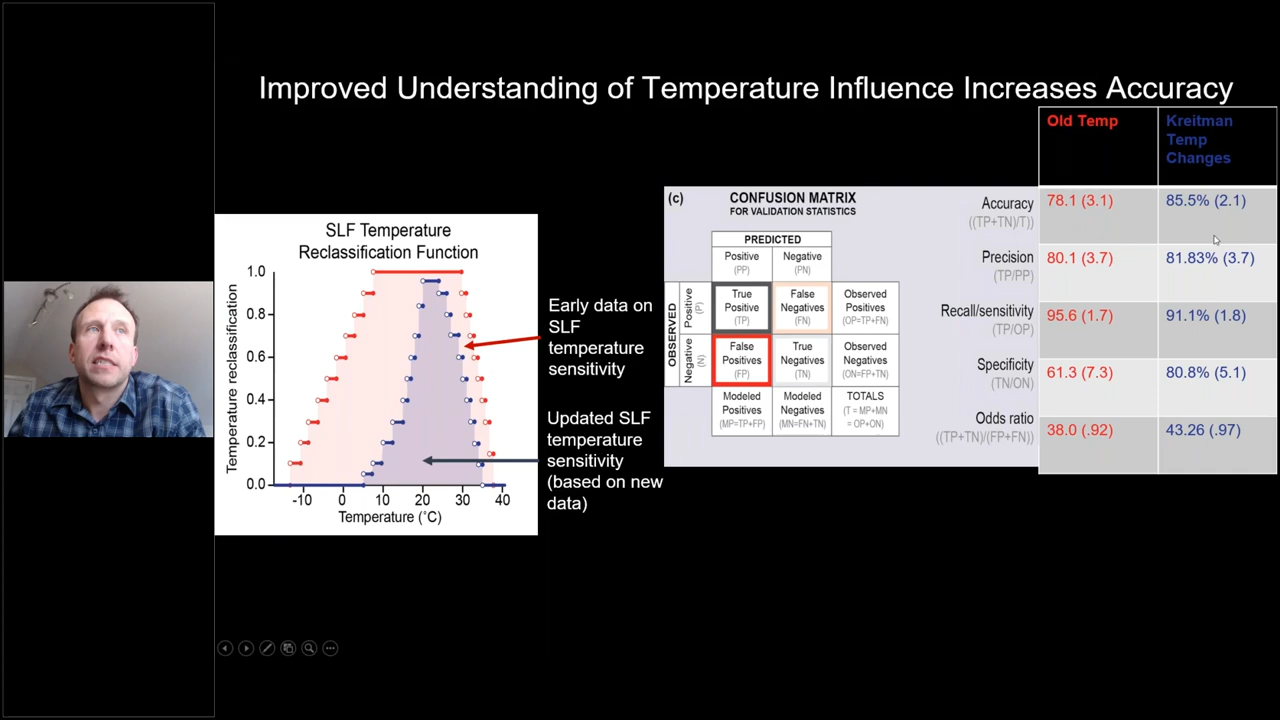 Improved Understanding of Temperature Influence Increases Accuracy
Old Temp
Kreitman
Temp
Changes
SLF Temperature
Reclassification Function
Temperature reclassification
1.0
0.8
0.6
0.4
0.2
0.0
-10
0
10
20
30
40
Temperature (°C)
Early data on
SLF
temperature
sensitivity
Updated SLF
temperature
sensitivity
(based on new
data)
(c)
CONFUSION MATRIX
FOR VALIDATION STATISTICS
PREDICTED
Positive
(PP)
Negative
(PN)
OBSERVED
Positive
(P)
True
Positive
(TP)
False
Negatives
(FN)
Observed
Positives
(OP=TP+FN)
Negative
(N)
False
Positives
(FP)
True
Negatives
(TN)
Observed
Negatives
(ON=FP+TN)
Modeled
Positives
(MP=TP+FP)
Modeled
Negatives
(MN=FN+TN)
TOTALS
(T = MP+MN
= OP+ON)
Accuracy
((TP+TN)/T))
78.1 (3.1)
85.5% (2.1)
Precision
(TP/PP)
80.1 (3.7)
81.83% (3.7)
Recall/sensitivity
(TP/OP)
95.6 (1.7)
91.1% (1.8)
Specificity
(TN/ON)
61.3 (7.3)
80.8% (5.1)
Odds ratio
((TP+TN)/(FP+FN))
38.0 (.92)
43.26 (.97)